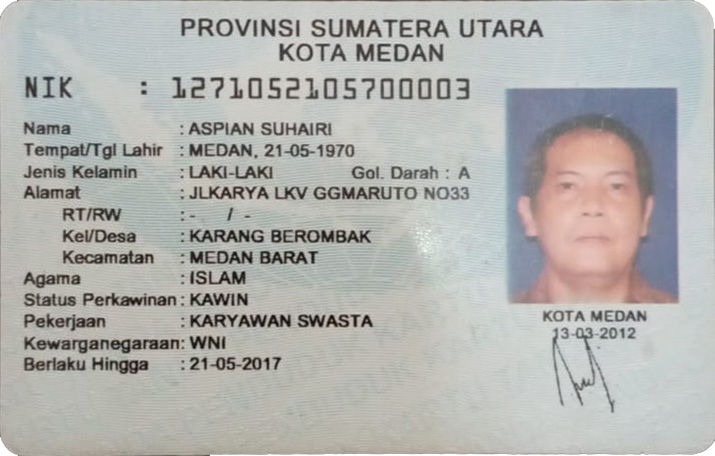 PROVINSI SUMATERA UTARA
KOTA MEDAN
NIK : 1271052105700003
Nama : ASPIAN SUHAIRI
Tempat/Tgl Lahir : MEDAN, 21-05-1970
Jenis Kelamin : LAKI-LAKI Gol. Darah : A
Alamat : JLKARYA LKV GGMARUTO NO33
RT/RW : - / -
Kel/Desa : KARANG BEROMBAK
Kecamatan : MEDAN BARAT
Agama : ISLAM
Status Perkawinan : KAWIN
Pekerjaan : KARYAWAN SWASTA
Kewarganegaraan : WNI
Berlaku Hingga : 21-05-2017
KOTA MEDAN
13-03-2012